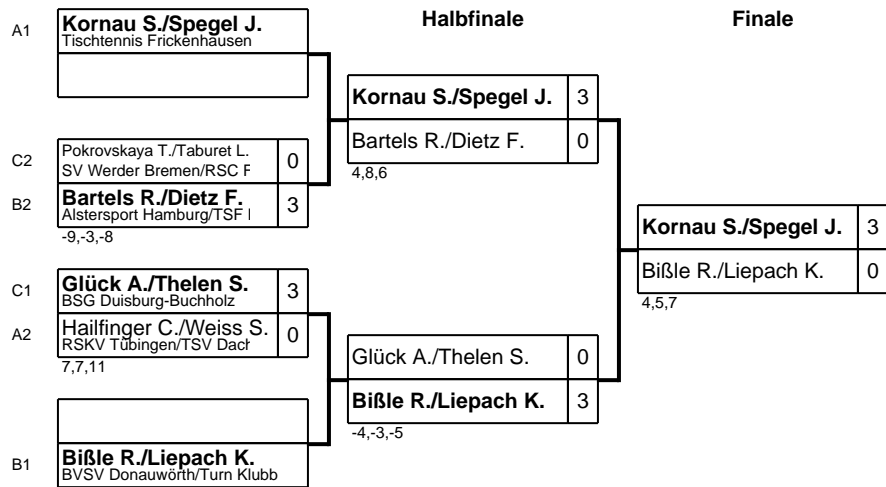 Halbfinale
Finale
A1
Kornau S./Spegel J.
Tischtennis Frickenhausen
C2
Pokrovskaya T./Taburet L.
SV Werder Bremen/RSC F
0
B2
Bartels R./Dietz F.
Alstersport Hamburg/TSF
3
-9,-3,-8
C1
Glück A./Thelen S.
BSG Duisburg-Buchholz
3
A2
Hailfinger C./Weiss S.
RSKV Tübingen/TSV Dach
0
7,7,11
B1
Bißle R./Liepach K.
BVSV Donauwörth/Turn Klubb
Kornau S./Spegel J. 3
Bartels R./Dietz F. 0
4,8,6
Glück A./Thelen S. 0
Bißle R./Liepach K. 3
-4,-3,-5
Kornau S./Spegel J. 3
Bißle R./Liepach K. 0
4,5,7